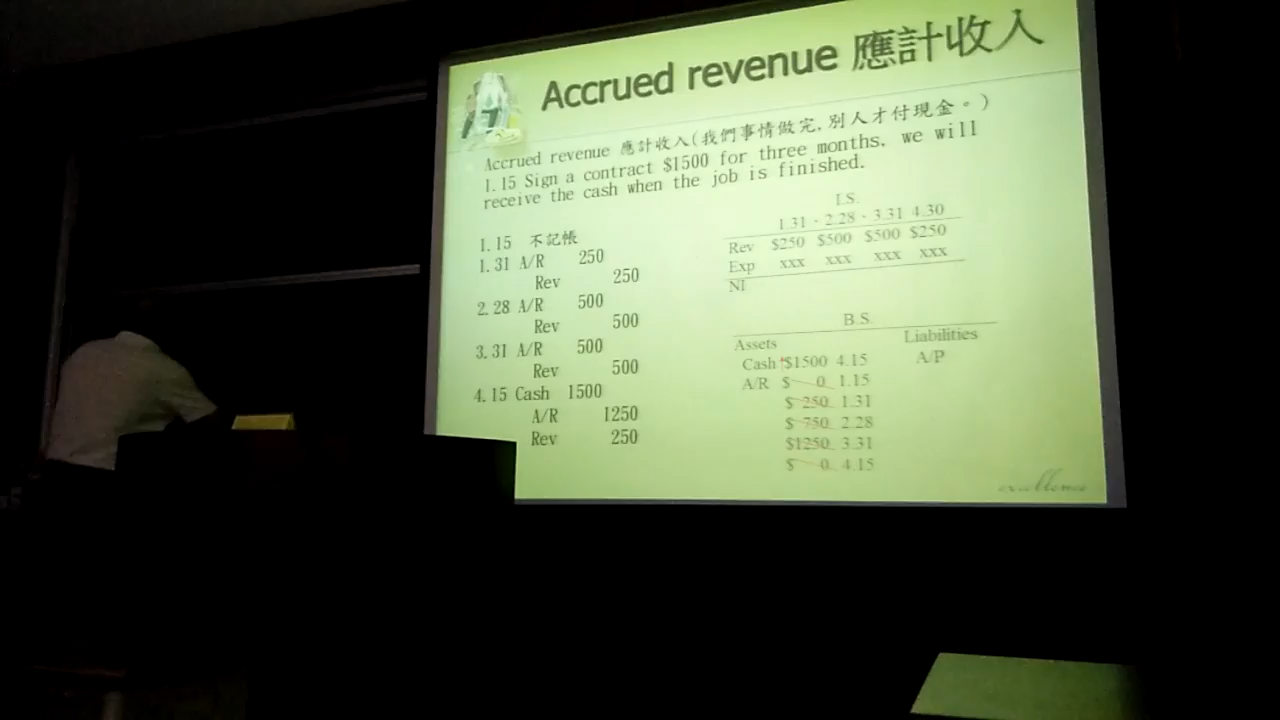 Accrued revenue 應計收入
Accrued revenue 應計收入(我們事情做完,別人才付現金。)
1.15 Sign a contract $1500 for three months, we will
receive the cash when the job is finished.
1.15 不記帳
1.31 A/R 250
Rev 250
2.28 A/R 500
Rev 500
3.31 A/R 500
Rev 500
4.15 Cash 1500
A/R 1250
Rev 250
I.S.
1.31 · 2.28 · 3.31 4.30
Rev $250 $500 $500 $250
Exp xxx xxx xxx xxx
NI
B.S.
Assets Liabilities
Cash $1500 4.15 A/P
A/R $ 0 1.15
$ 250 1.31
$ 750 2.28
$1250 3.31
$ 0 4.15
excellence